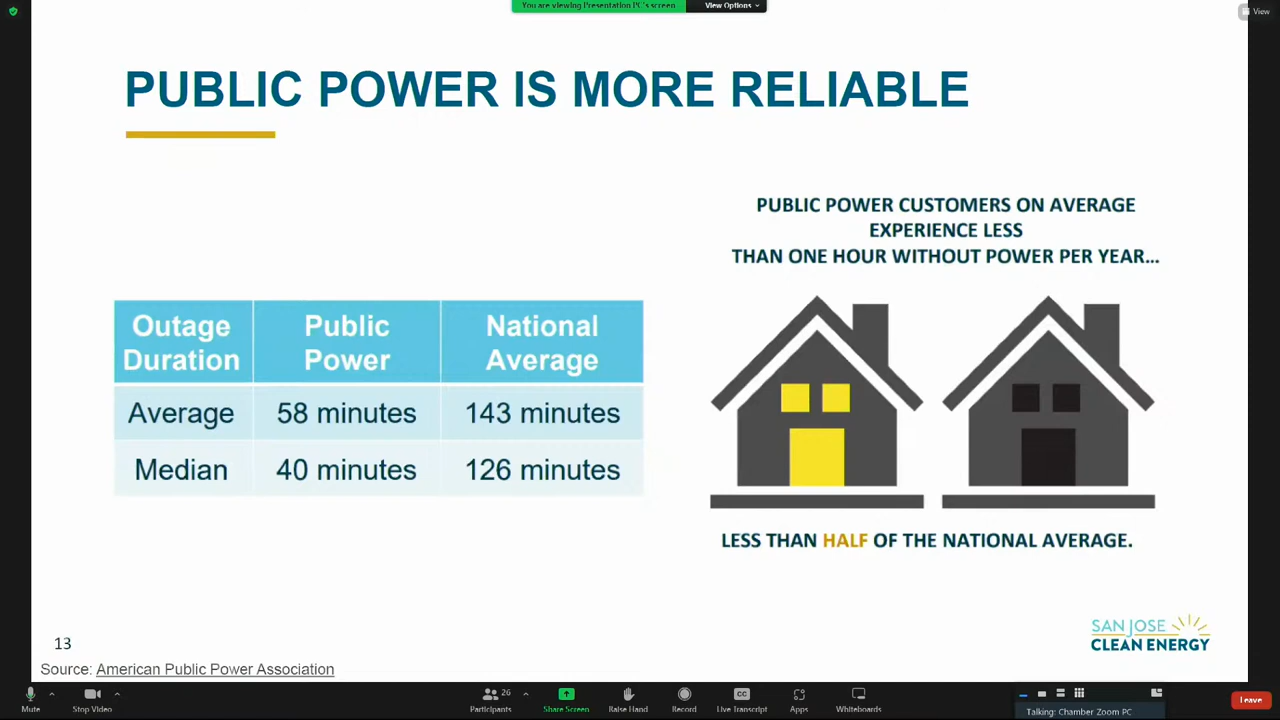 You are viewing Presentation PC's screen
View Options
View
PUBLIC POWER IS MORE RELIABLE
PUBLIC POWER CUSTOMERS ON AVERAGE
EXPERIENCE LESS
THAN ONE HOUR WITHOUT POWER PER YEAR...
Outage Duration Public Power National Average
Average 58 minutes 143 minutes
Median 40 minutes 126 minutes
LESS THAN HALF OF THE NATIONAL AVERAGE.
SAN JOSE
CLEAN ENERGY
13
Source: American Public Power Association
Mute
Stop Video
26
Participants
Share Screen
Raise Hand
Record
CC
Live Transcript
Apps
Whiteboards
Talking: Chamber Zoom PC
Leave